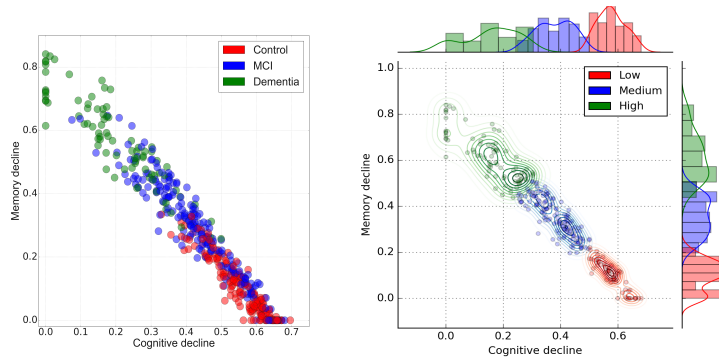 Control
MCI
Dementia
0.8
0.6
0.4
0.2
0.0
Memory decline
0.0 0.1 0.2 0.3 0.4 0.5 0.6 0.7
Cognitive decline
Low
Medium
High
1.0
0.8
0.6
0.4
0.2
0.0
Memory decline
0.0 0.2 0.4 0.6
Cognitive decline